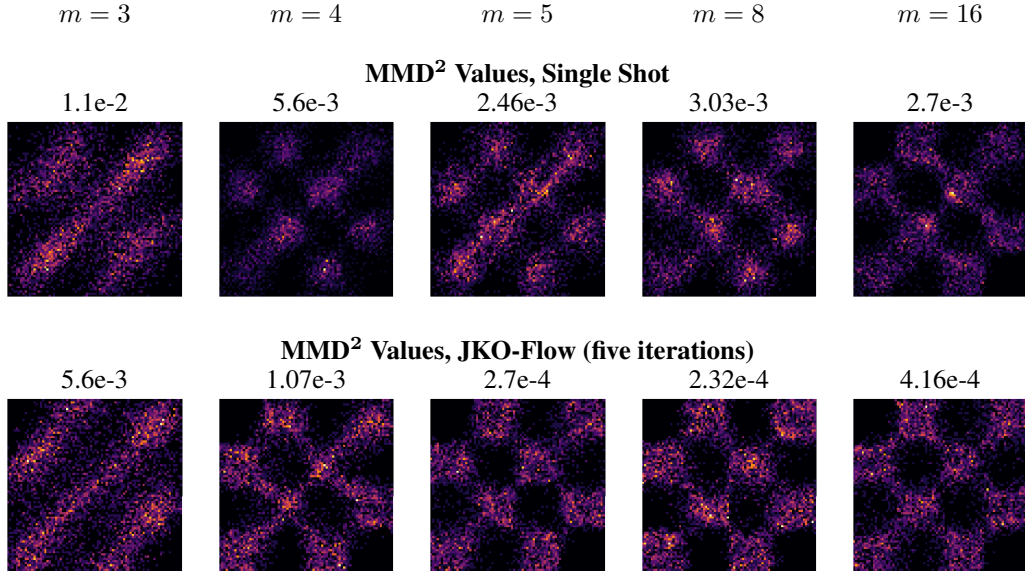 m = 3 m = 4 m = 5 m = 8 m = 16
MMD² Values, Single Shot
1.1e-2 5.6e-3 2.46e-3 3.03e-3 2.7e-3
MMD² Values, JKO-Flow (five iterations)
5.6e-3 1.07e-3 2.7e-4 2.32e-4 4.16e-4